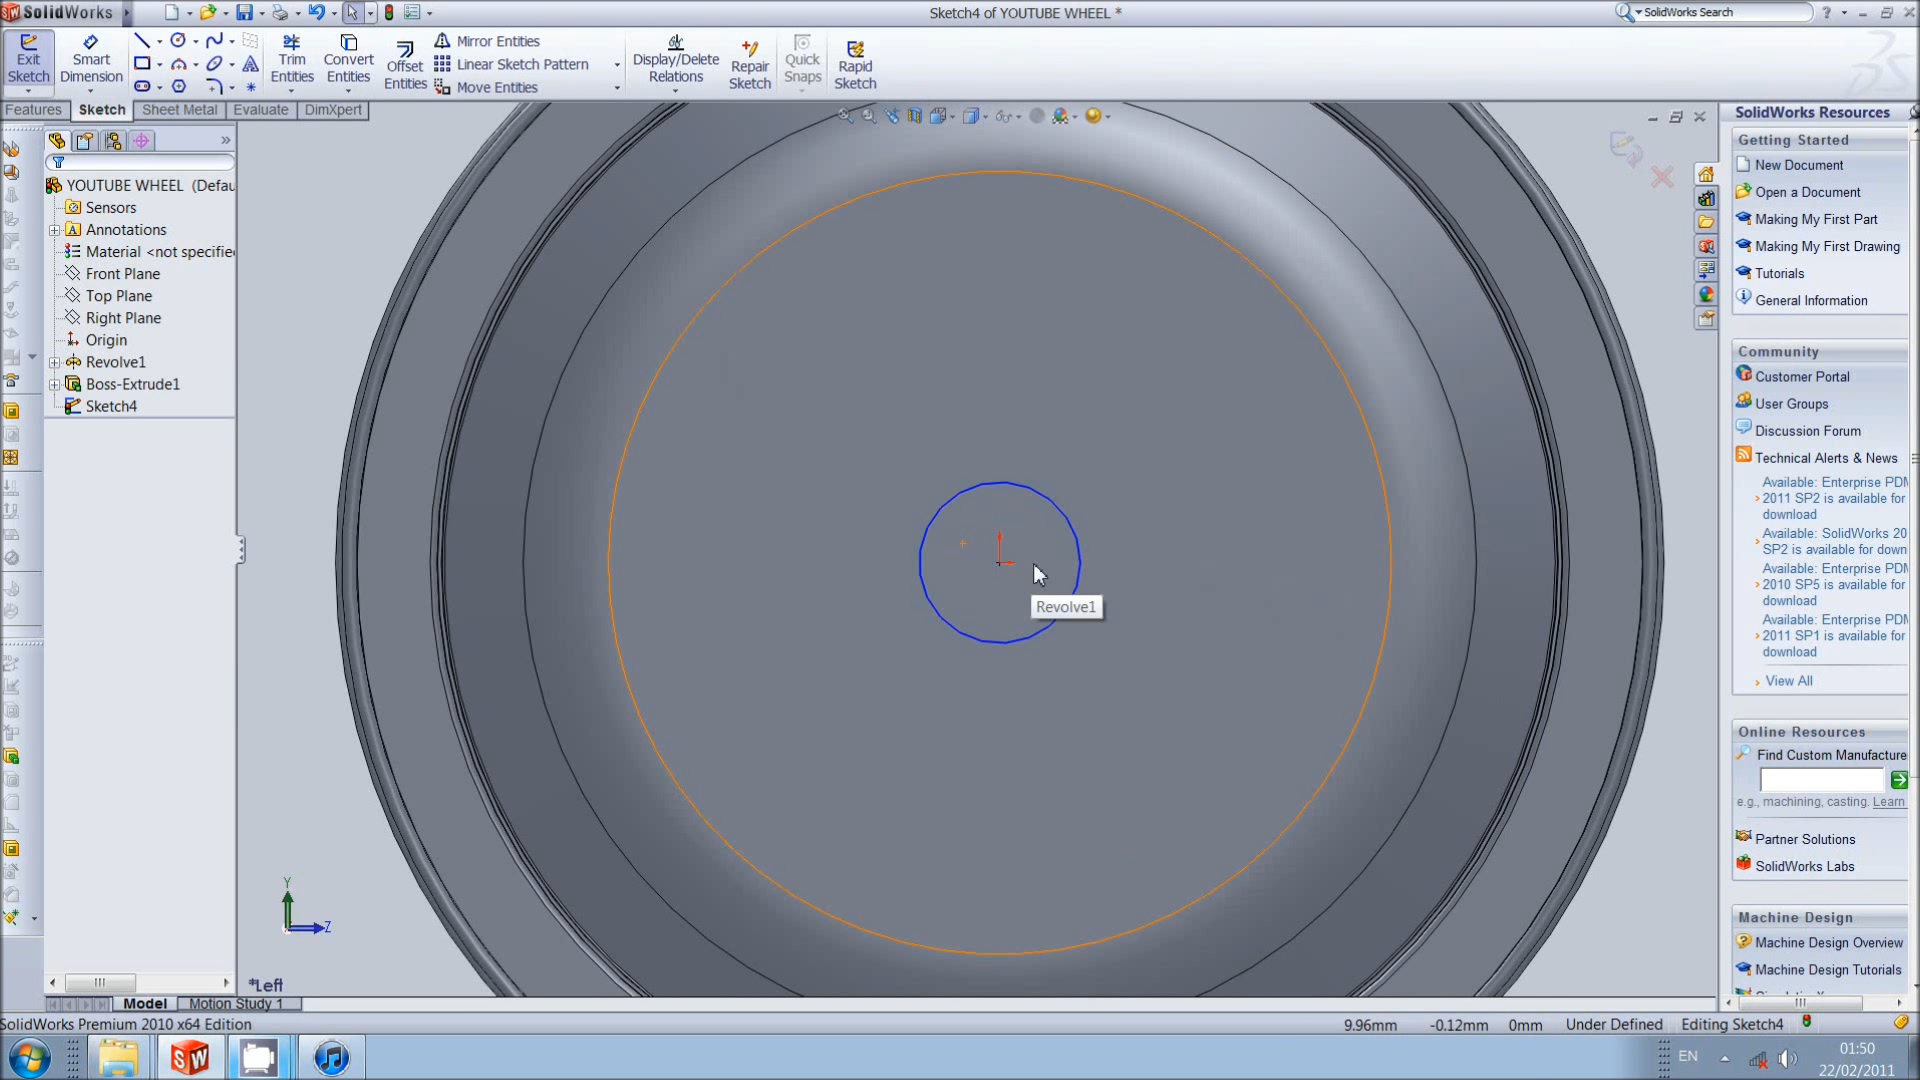 SolidWorks
Sketch4 of YOUTUBE WHEEL *
SolidWorks Search
Exit Sketch
Smart Dimension
Trim Entities
Convert Entities
Offset Entities
Mirror Entities
Linear Sketch Pattern
Move Entities
Display/Delete Relations
Repair Sketch
Quick Snaps
Rapid Sketch
Features
Sketch
Sheet Metal
Evaluate
DimXpert
YOUTUBE WHEEL (Defau
Sensors
Annotations
Material <not specifie
Front Plane
Top Plane
Right Plane
Origin
Revolve1
Boss-Extrude1
Sketch4
Revolve1
Y
Z
*Left
SolidWorks Resources
Getting Started
New Document
Open a Document
Making My First Part
Making My First Drawing
Tutorials
General Information
Community
Customer Portal
User Groups
Discussion Forum
Technical Alerts & News
Available: Enterprise PDM
2011 SP2 is available for
download
Available: SolidWorks 20
SP2 is available for down
Available: Enterprise PDM
2010 SP5 is available for
download
Available: Enterprise PDM
2011 SP1 is available for
download
View All
Online Resources
Find Custom Manufacture
e.g., machining, casting. Learn
Partner Solutions
SolidWorks Labs
Machine Design
Machine Design Overview
Machine Design Tutorials
Model
Motion Study 1
SolidWorks Premium 2010 x64 Edition
9.96mm
-0.12mm
0mm
Under Defined
Editing Sketch4
SW
EN
01:50
22/02/2011